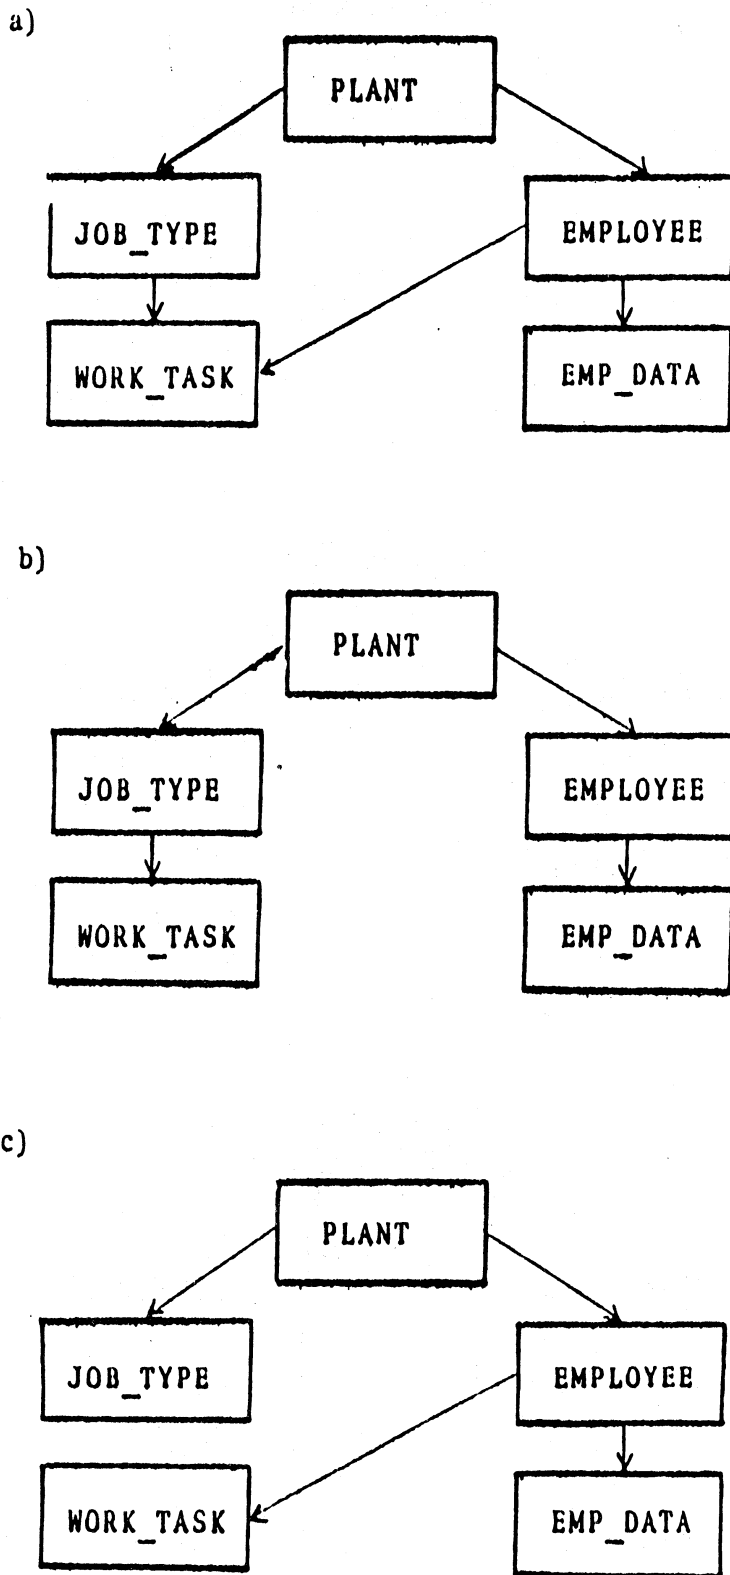 a)
PLANT
JOB_TYPE
EMPLOYEE
WORK_TASK
EMP_DATA
b)
PLANT
JOB_TYPE
EMPLOYEE
WORK_TASK
EMP_DATA
c)
PLANT
JOB_TYPE
EMPLOYEE
WORK_TASK
EMP_DATA